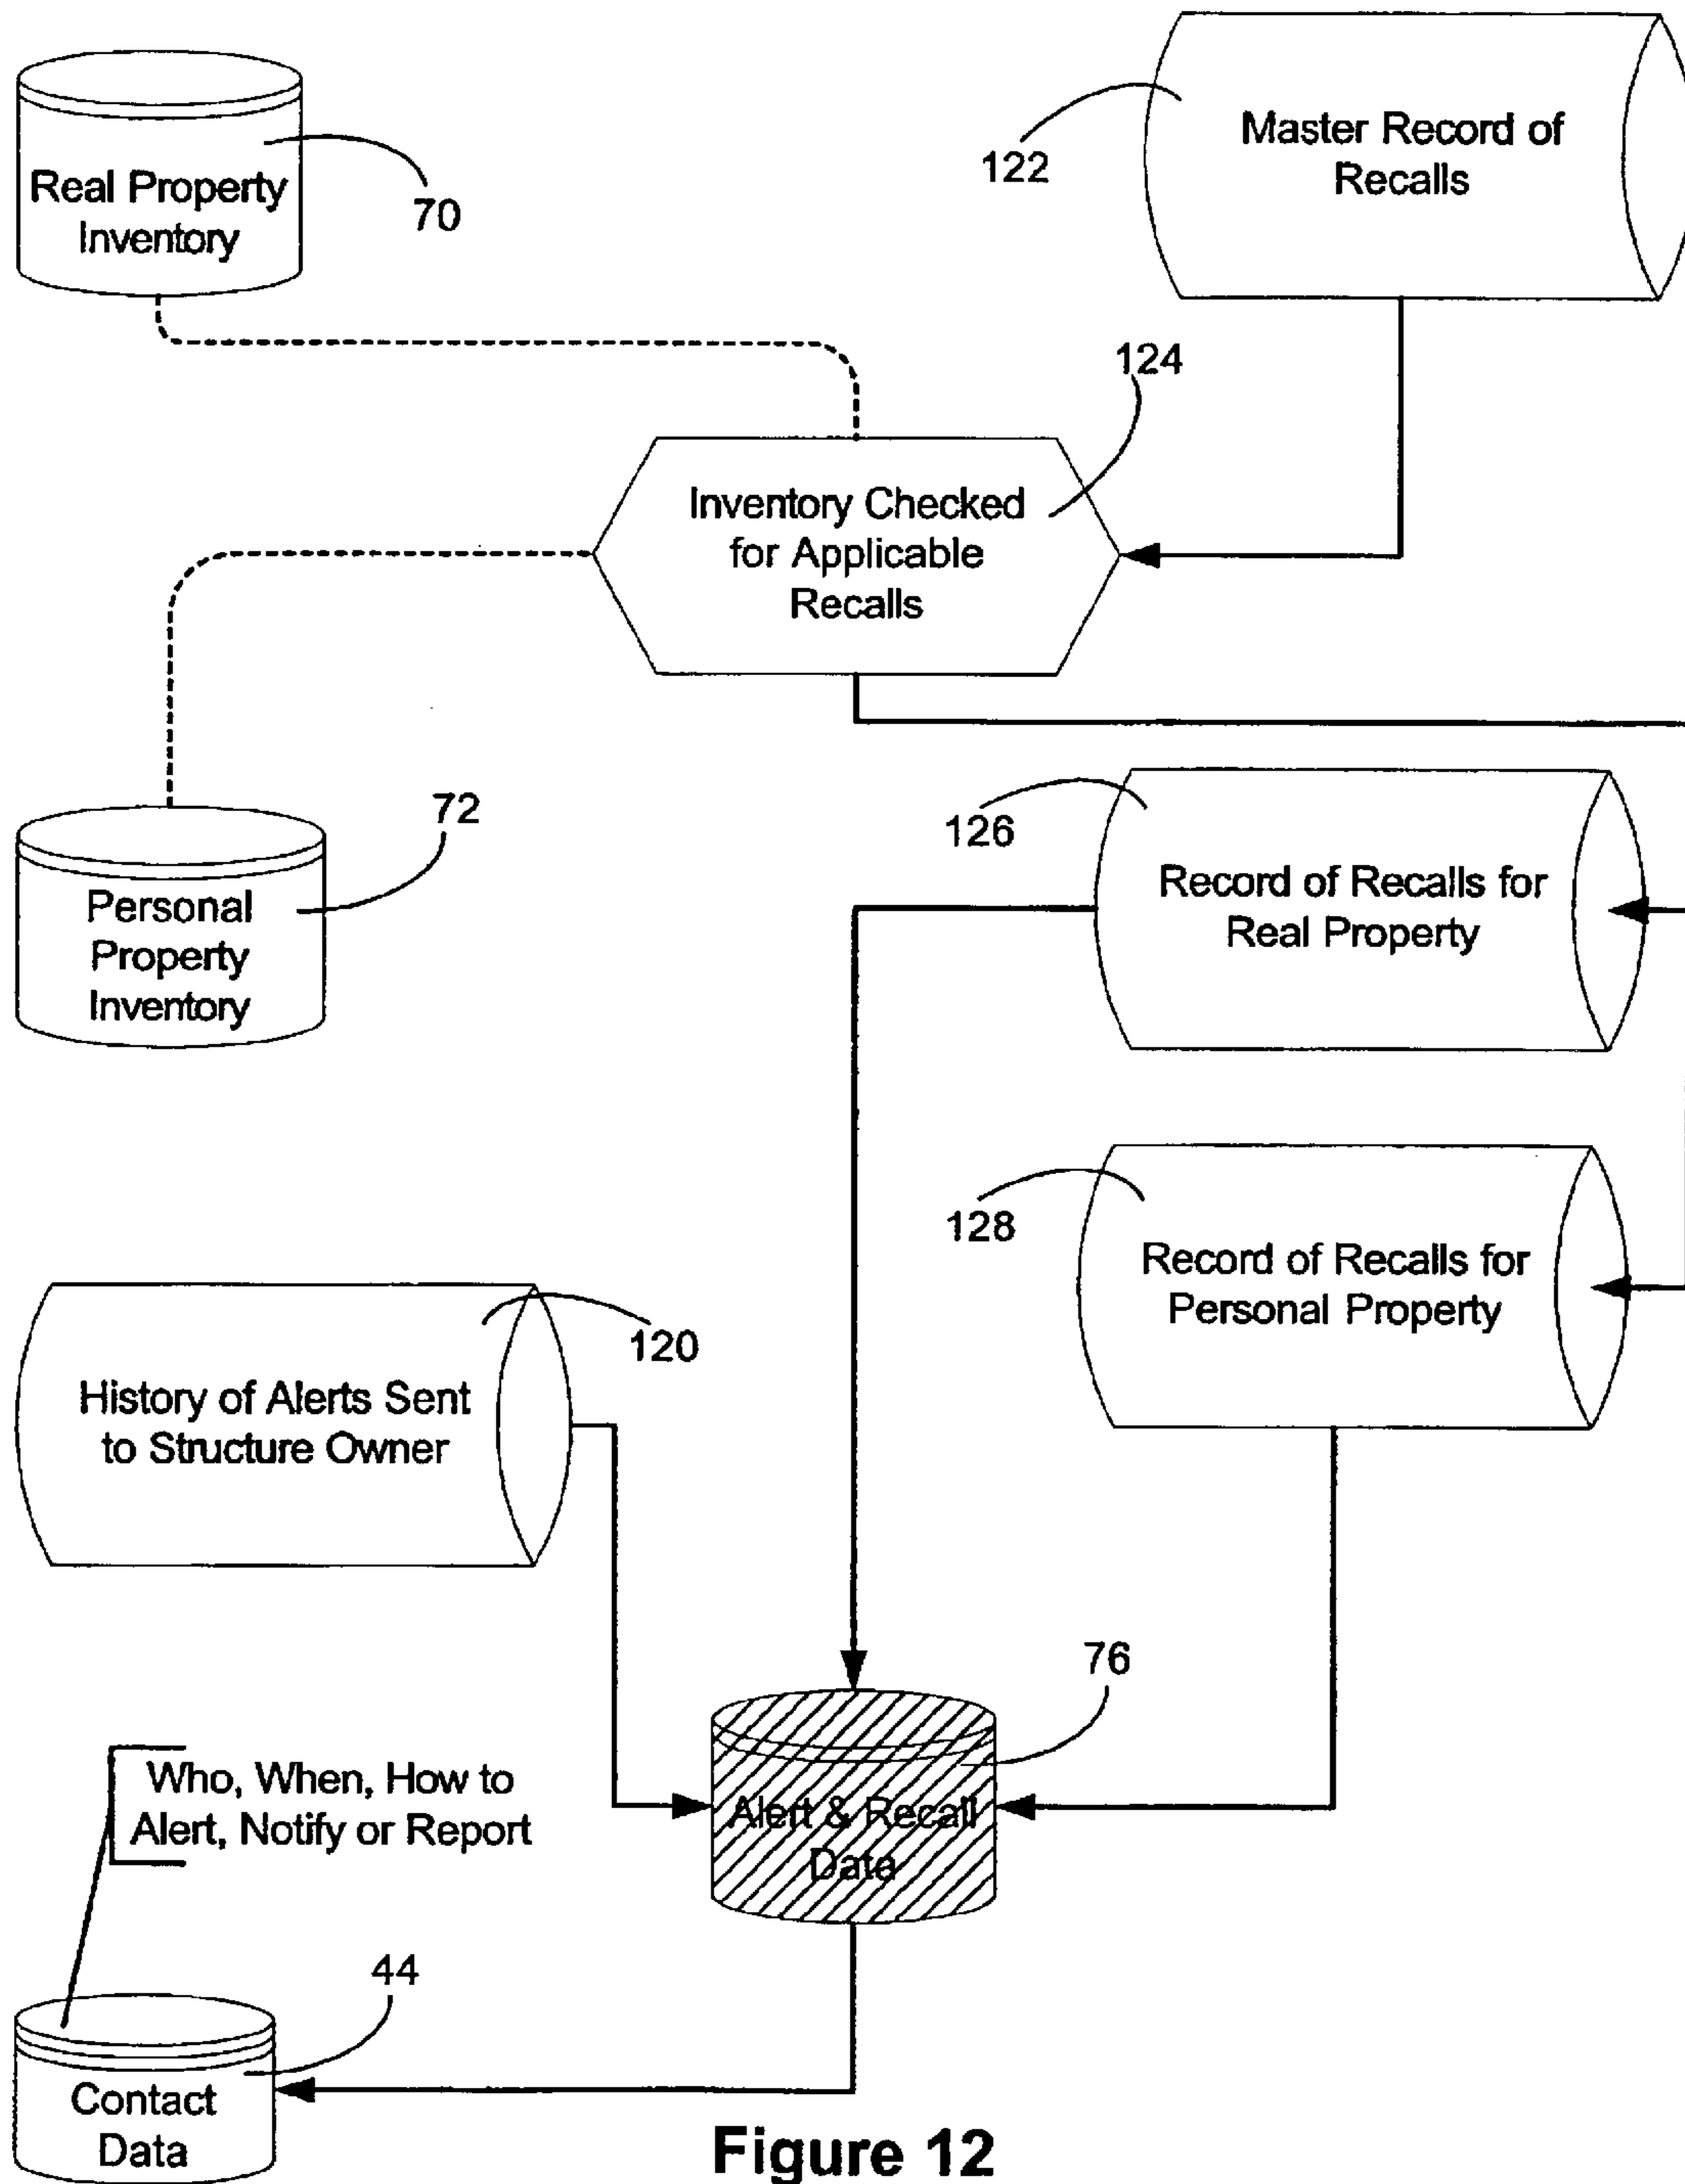 Real Property
Inventory
70
122
Master Record of
Recalls
124
Inventory Checked
for Applicable
Recalls
72
Personal
Property
Inventory
126
Record of Recalls for
Real Property
128
Record of Recalls for
Personal Property
120
History of Alerts Sent
to Structure Owner
76
Alert & Recall
Data
Who, When, How to
Alert, Notify or Report
44
Contact
Data
Figure 12